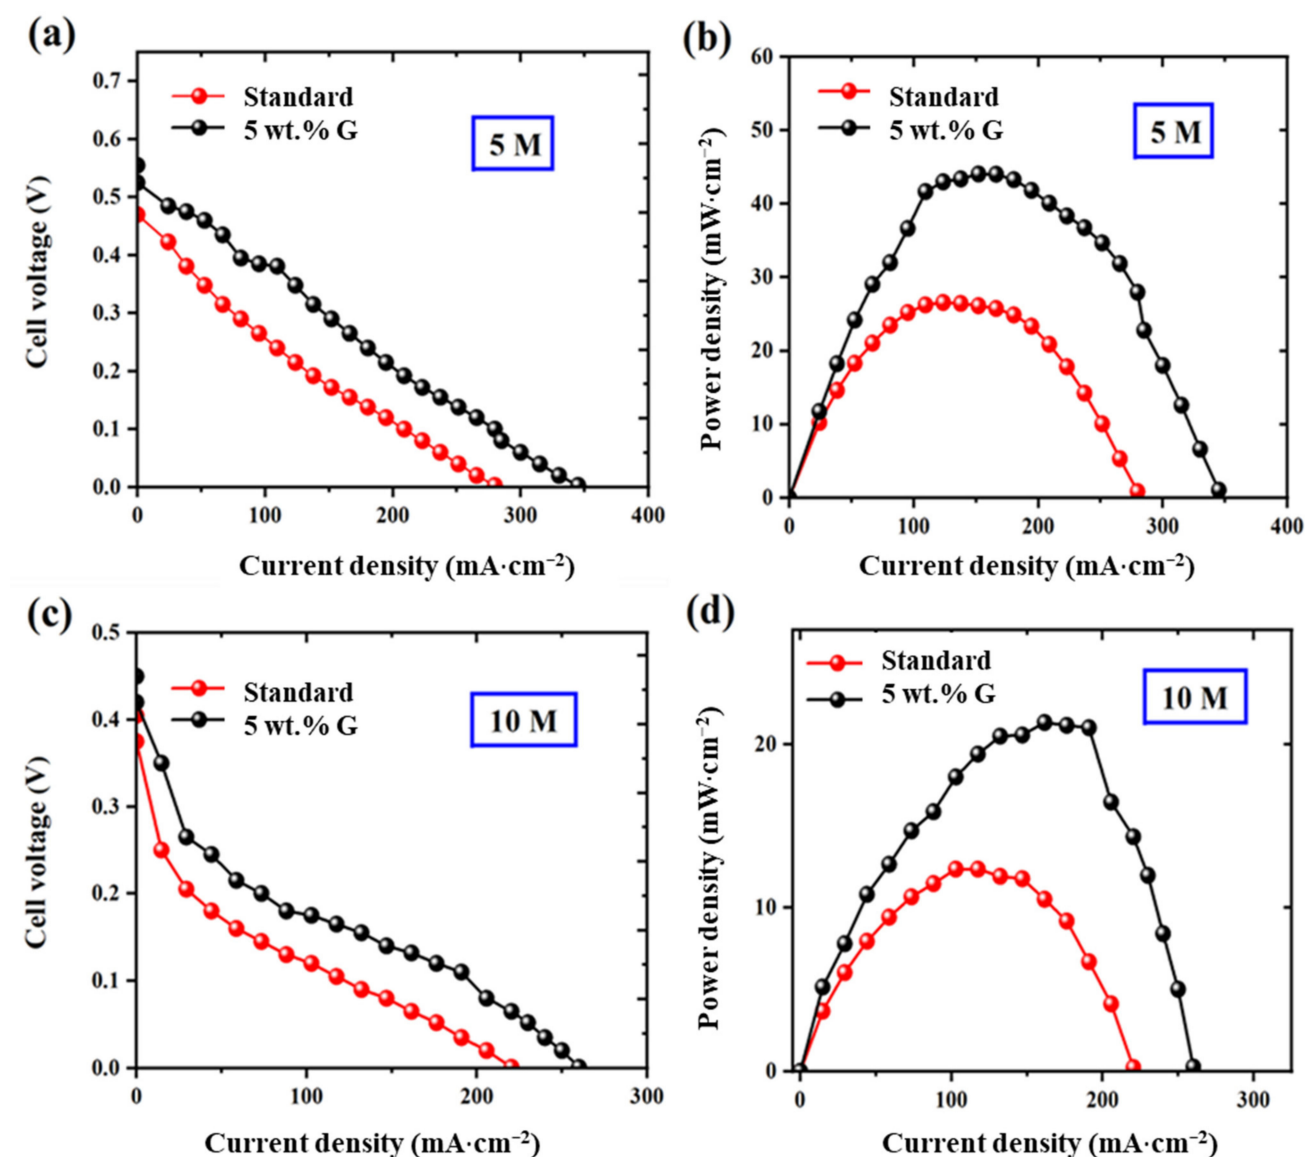 (a)
0.7
0.6
0.5
0.4
0.3
0.2
0.1
0.0
0
100
200
300
400
Cell voltage (V)
Current density (mA·cm⁻²)
Standard
5 wt.% G
5 M
(b)
60
50
40
30
20
10
0
0
100
200
300
400
Power density (mW·cm⁻²)
Current density (mA·cm⁻²)
Standard
5 wt.% G
5 M
(c)
0.5
0.4
0.3
0.2
0.1
0.0
0
100
200
300
Cell voltage (V)
Current density (mA·cm⁻²)
Standard
5 wt.% G
10 M
(d)
20
10
0
0
100
200
300
Power density (mW·cm⁻²)
Current density (mA·cm⁻²)
Standard
5 wt.% G
10 M